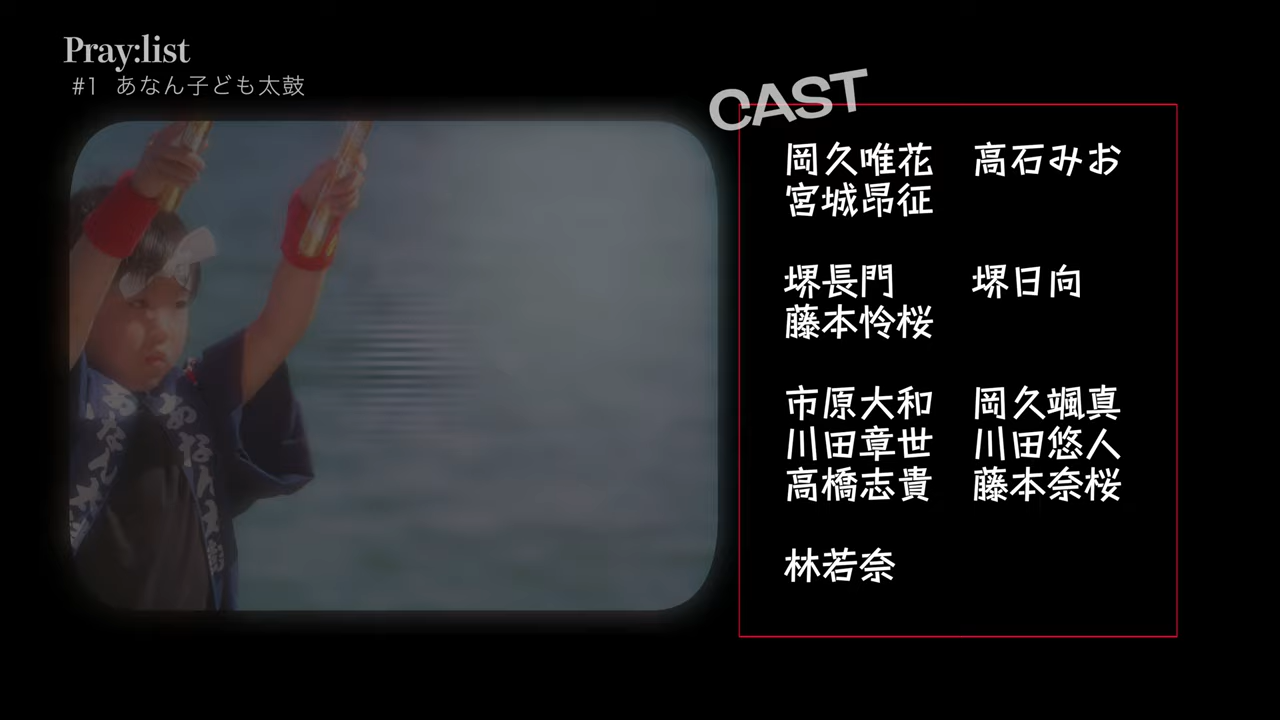 Pray:list
#1 あなん子ども太鼓
CAST
岡久唯花 高石みお
宮城昂征
堺長門 堺日向
藤本怜桜
市原大和 岡久颯真
川田章世 川田悠人
高橋志貴 藤本奈桜
林若奈